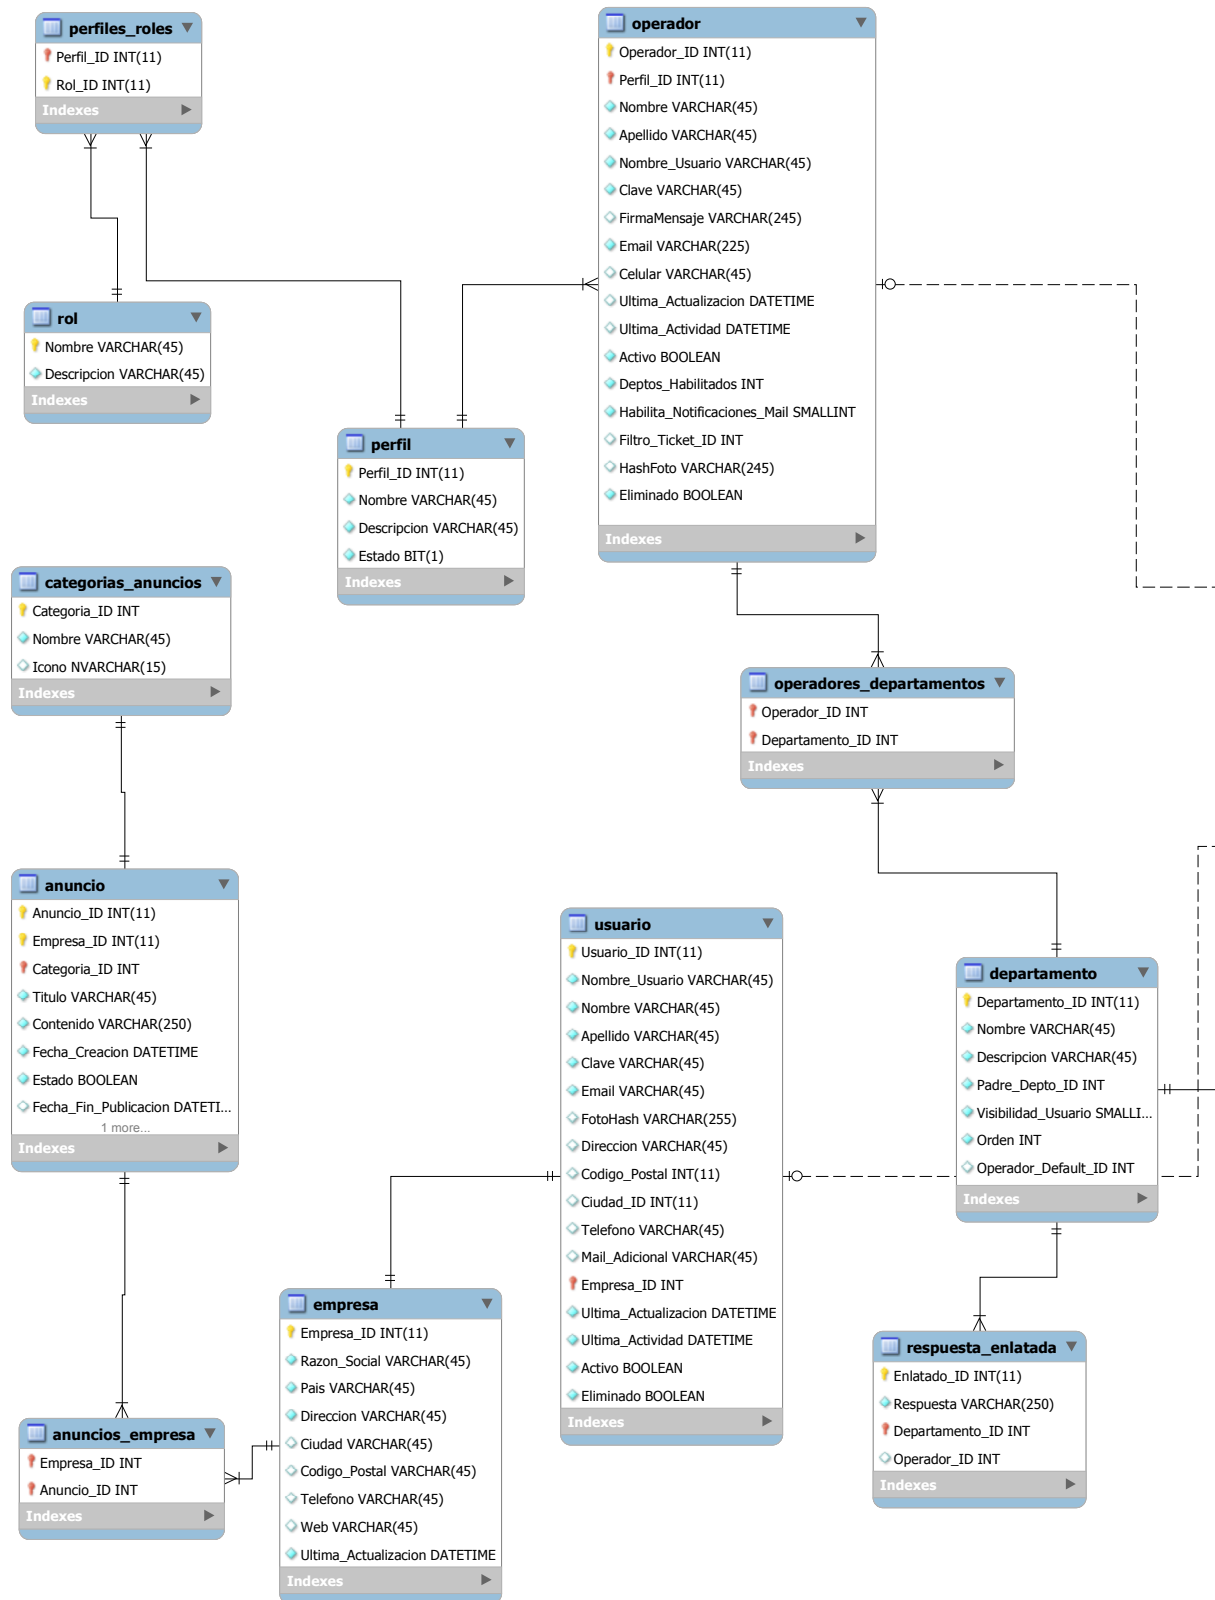 perfiles_roles
Perfil_ID INT(11)
Rol_ID INT(11)
Indexes
operador
Operador_ID INT(11)
Perfil_ID INT(11)
Nombre VARCHAR(45)
Apellido VARCHAR(45)
Nombre_Usuario VARCHAR(45)
Clave VARCHAR(45)
FirmaMensaje VARCHAR(245)
Email VARCHAR(225)
Celular VARCHAR(45)
Ultima_Actualizacion DATETIME
Ultima_Actividad DATETIME
Activo BOOLEAN
Deptos_Habilitados INT
Habilita_Notificaciones_Mail SMALLINT
Filtro_Ticket_ID INT
HashFoto VARCHAR(245)
Eliminado BOOLEAN
Indexes
rol
Nombre VARCHAR(45)
Descripcion VARCHAR(45)
Indexes
perfil
Perfil_ID INT(11)
Nombre VARCHAR(45)
Descripcion VARCHAR(45)
Estado BIT(1)
Indexes
categorias_anuncios
Categoria_ID INT
Nombre VARCHAR(45)
Icono NVARCHAR(15)
Indexes
operadores_departamentos
Operador_ID INT
Departamento_ID INT
Indexes
anuncio
Anuncio_ID INT(11)
Empresa_ID INT(11)
Categoria_ID INT
Titulo VARCHAR(45)
Contenido VARCHAR(250)
Fecha_Creacion DATETIME
Estado BOOLEAN
Fecha_Fin_Publicacion DATETI...
1 more...
Indexes
usuario
Usuario_ID INT(11)
Nombre_Usuario VARCHAR(45)
Nombre VARCHAR(45)
Apellido VARCHAR(45)
Clave VARCHAR(45)
Email VARCHAR(45)
FotoHash VARCHAR(255)
Direccion VARCHAR(45)
Codigo_Postal INT(11)
Ciudad_ID INT(11)
Telefono VARCHAR(45)
Mail_Adicional VARCHAR(45)
Empresa_ID INT
Ultima_Actualizacion DATETIME
Ultima_Actividad DATETIME
Activo BOOLEAN
Eliminado BOOLEAN
Indexes
departamento
Departamento_ID INT(11)
Nombre VARCHAR(45)
Descripcion VARCHAR(45)
Padre_Depto_ID INT
Visibilidad_Usuario SMALLI...
Orden INT
Operador_Default_ID INT
Indexes
empresa
Empresa_ID INT(11)
Razon_Social VARCHAR(45)
Pais VARCHAR(45)
Direccion VARCHAR(45)
Ciudad VARCHAR(45)
Codigo_Postal VARCHAR(45)
Telefono VARCHAR(45)
Web VARCHAR(45)
Ultima_Actualizacion DATETIME
Indexes
respuesta_enlatada
Enlatado_ID INT(11)
Respuesta VARCHAR(250)
Departamento_ID INT
Operador_ID INT
Indexes
anuncios_empresa
Empresa_ID INT
Anuncio_ID INT
Indexes